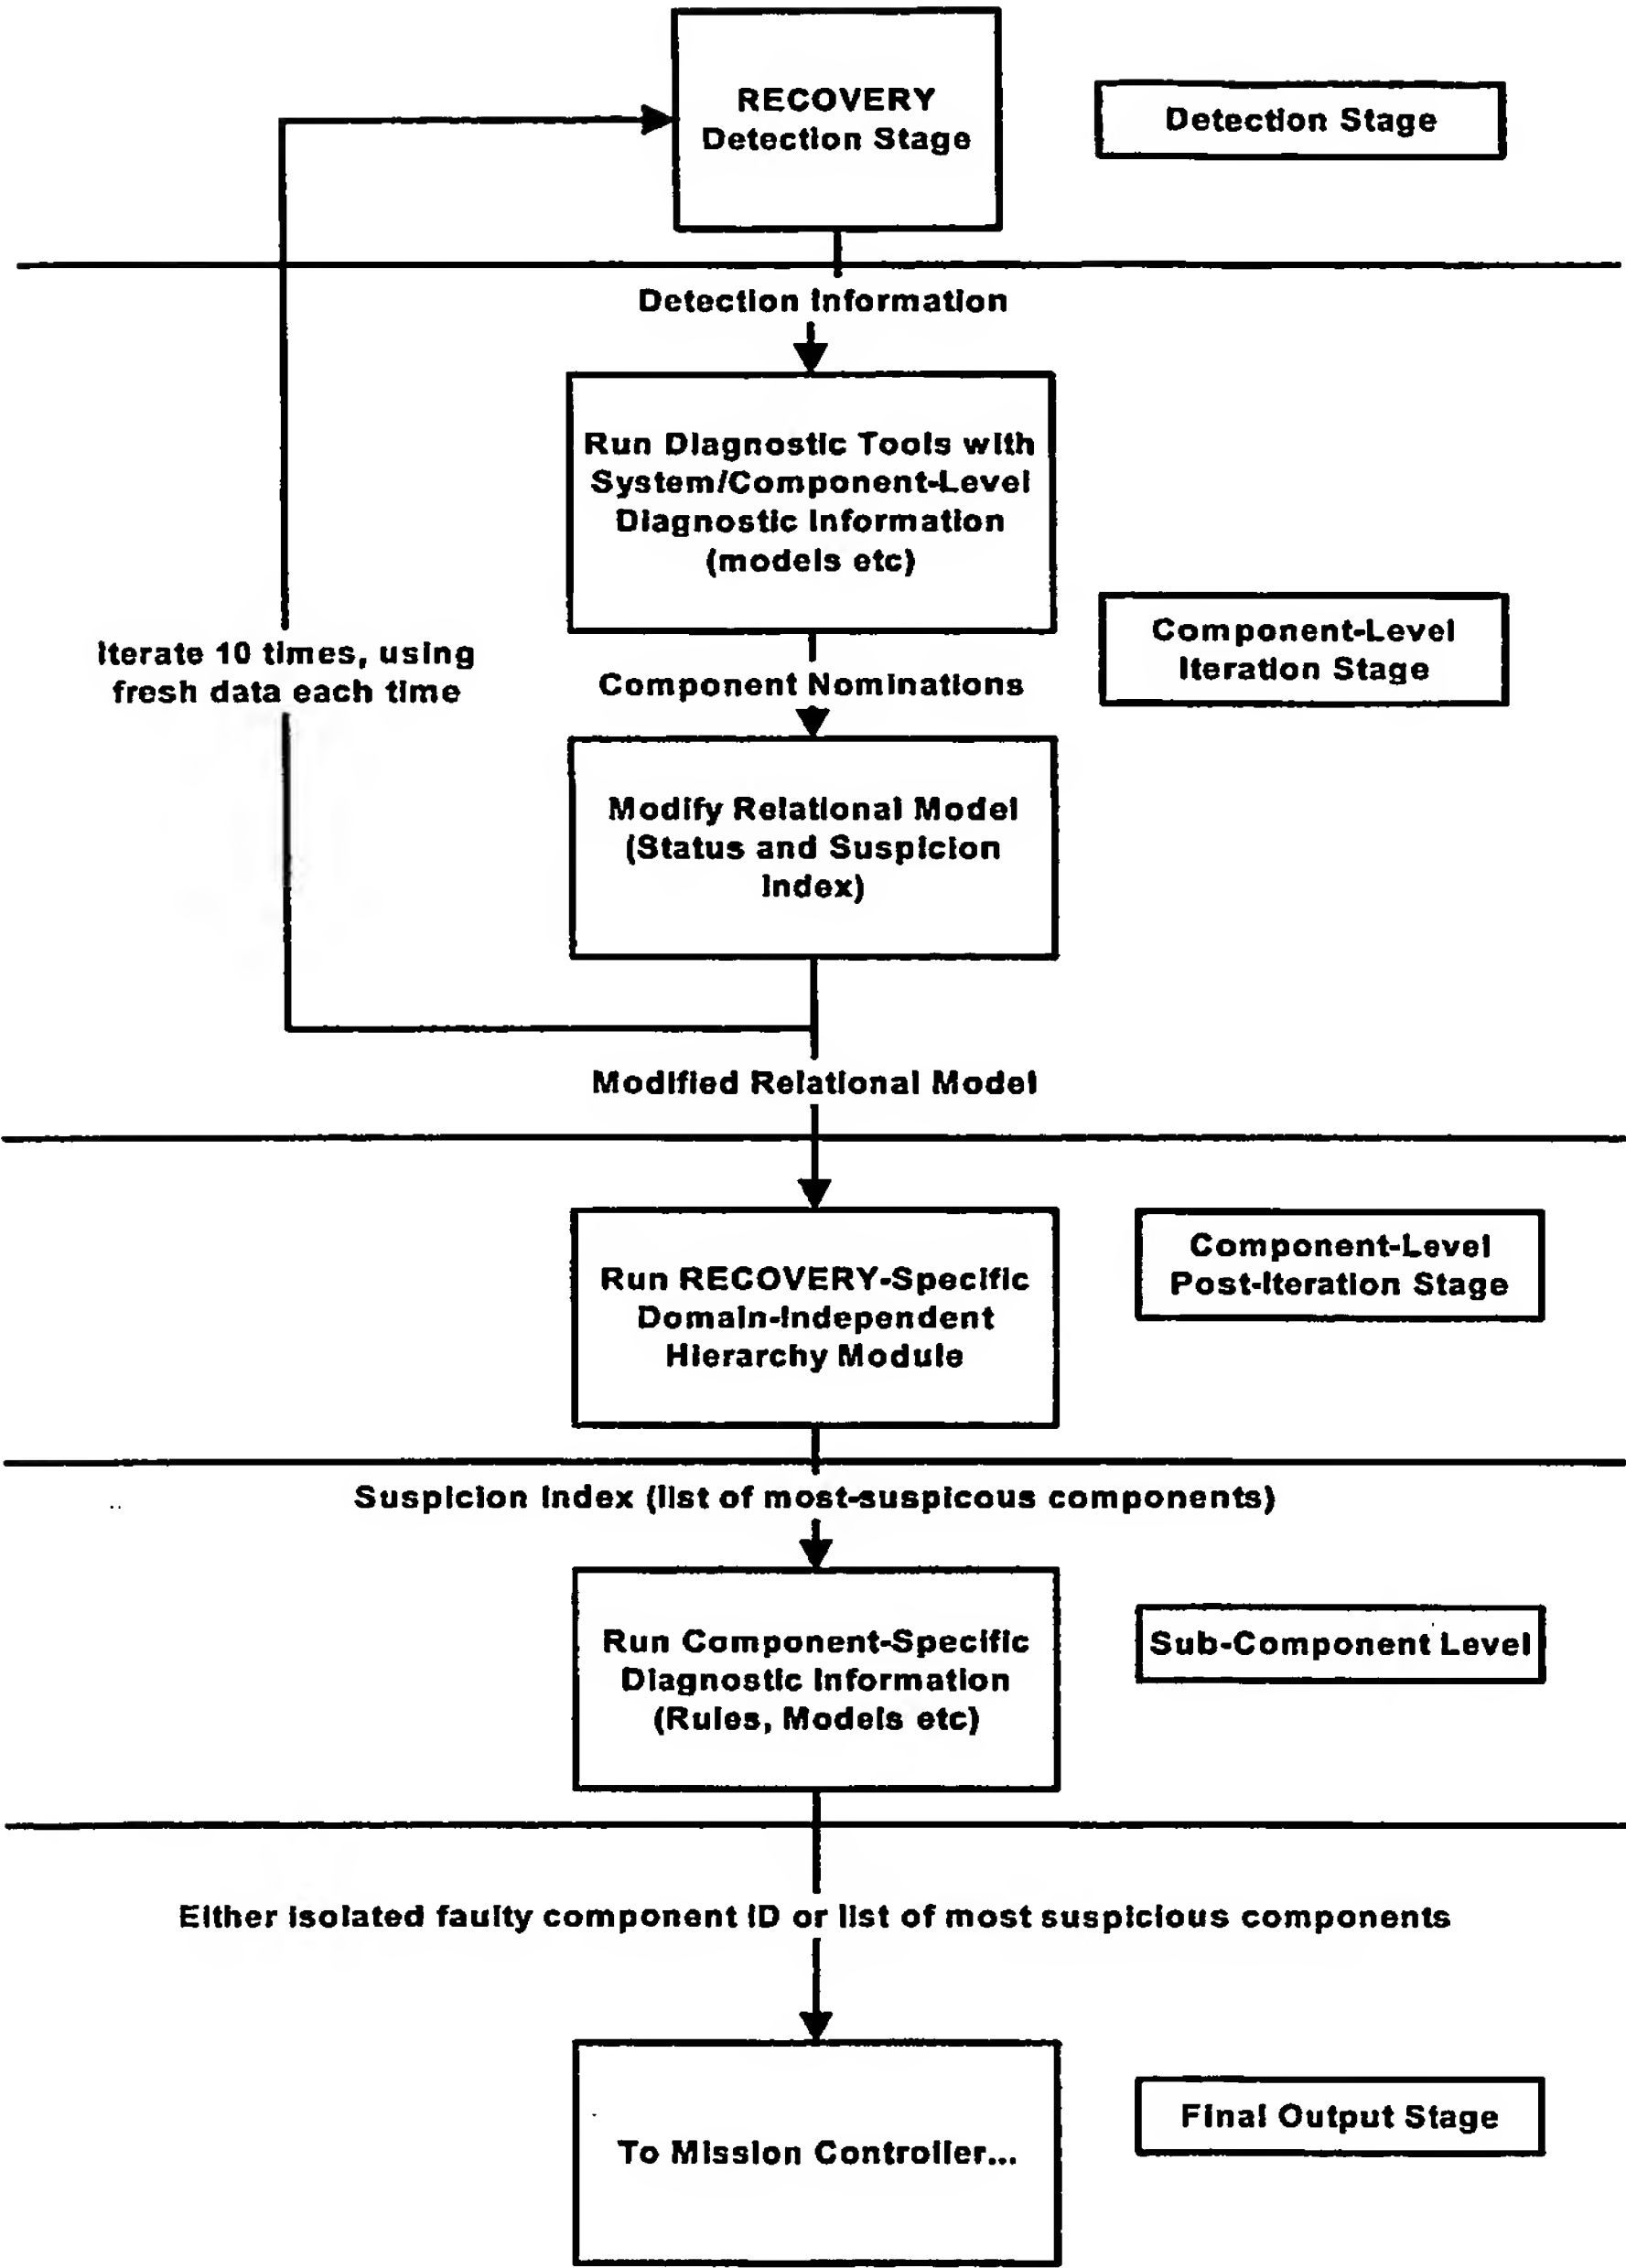 RECOVERY
Detection Stage
Detection Stage
Detection Information
Run Diagnostic Tools with
System/Component-Level
Diagnostic Information
(models etc)
Component-Level
Iteration Stage
Iterate 10 times, using
fresh data each time
Component Nominations
Modify Relational Model
(Status and Suspicion
Index)
Modified Relational Model
Run RECOVERY-Specific
Domain-Independent
Hierarchy Module
Component-Level
Post-Iteration Stage
Suspicion Index (list of most-suspicous components)
Run Component-Specific
Diagnostic Information
(Rules, Models etc)
Sub-Component Level
Either isolated faulty component ID or list of most suspicious components
To Mission Controller...
Final Output Stage